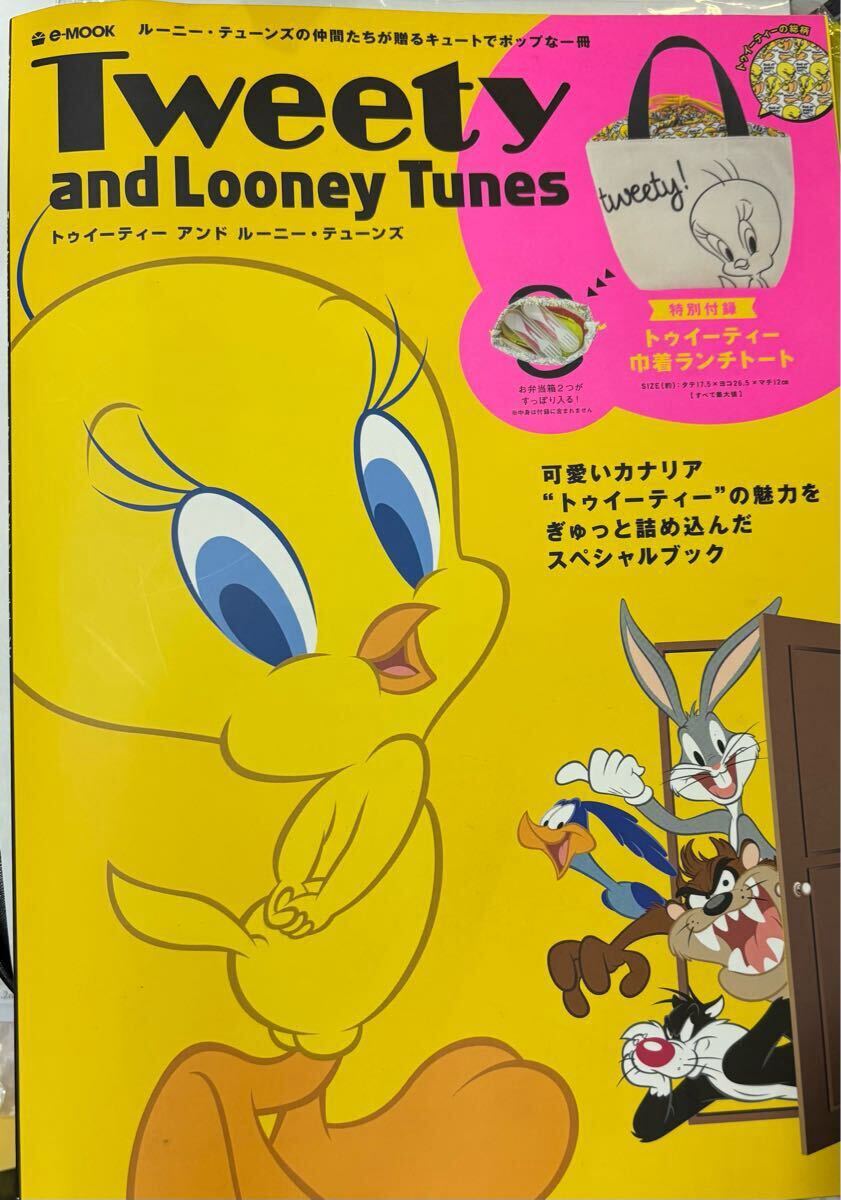 e-MOOK
ルーニー・テューンズの仲間たちが贈るキュートでポップな一冊
Tweety
and Looney Tunes
トゥイーティー アンド ルーニー・テューンズ
トゥイーティーの総柄
tweety!
特別付録
トゥイーティー
巾着ランチトート
SIZE(約):タテ17.5×ヨコ26.5×マチ12cm
【すべて最大値】
お弁当箱2つが
すっぽり入る!
※中身は付録に含まれません
可愛いカナリア
“トゥイーティー”の魅力を
ぎゅっと詰め込んだ
スペシャルブック